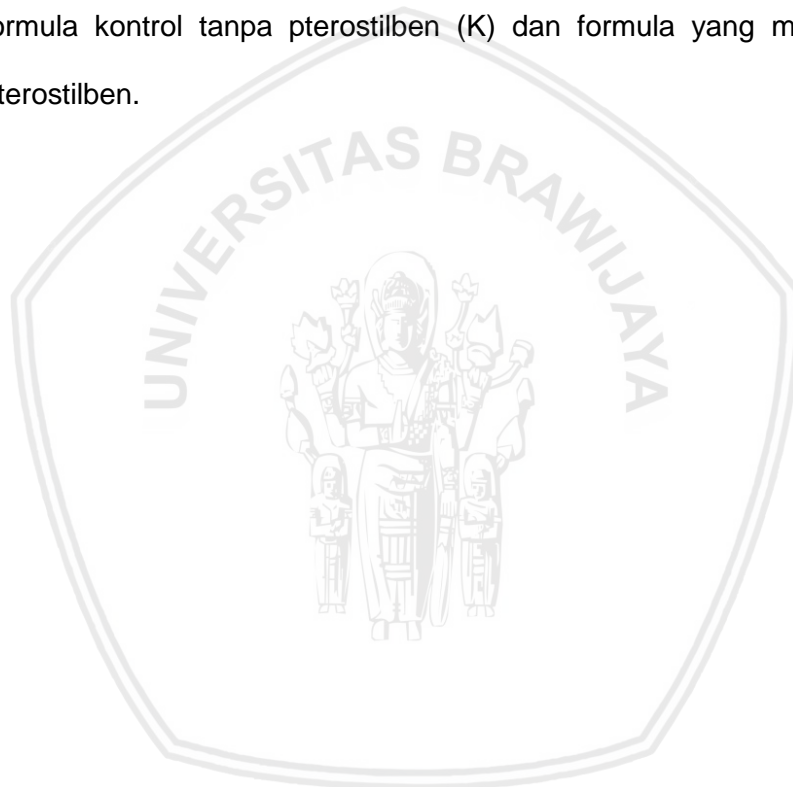 ormula kontrol tanpa pterostilben (K) dan formula yang m
terostilben.
UNIVERSITAS BRAWIJAYA